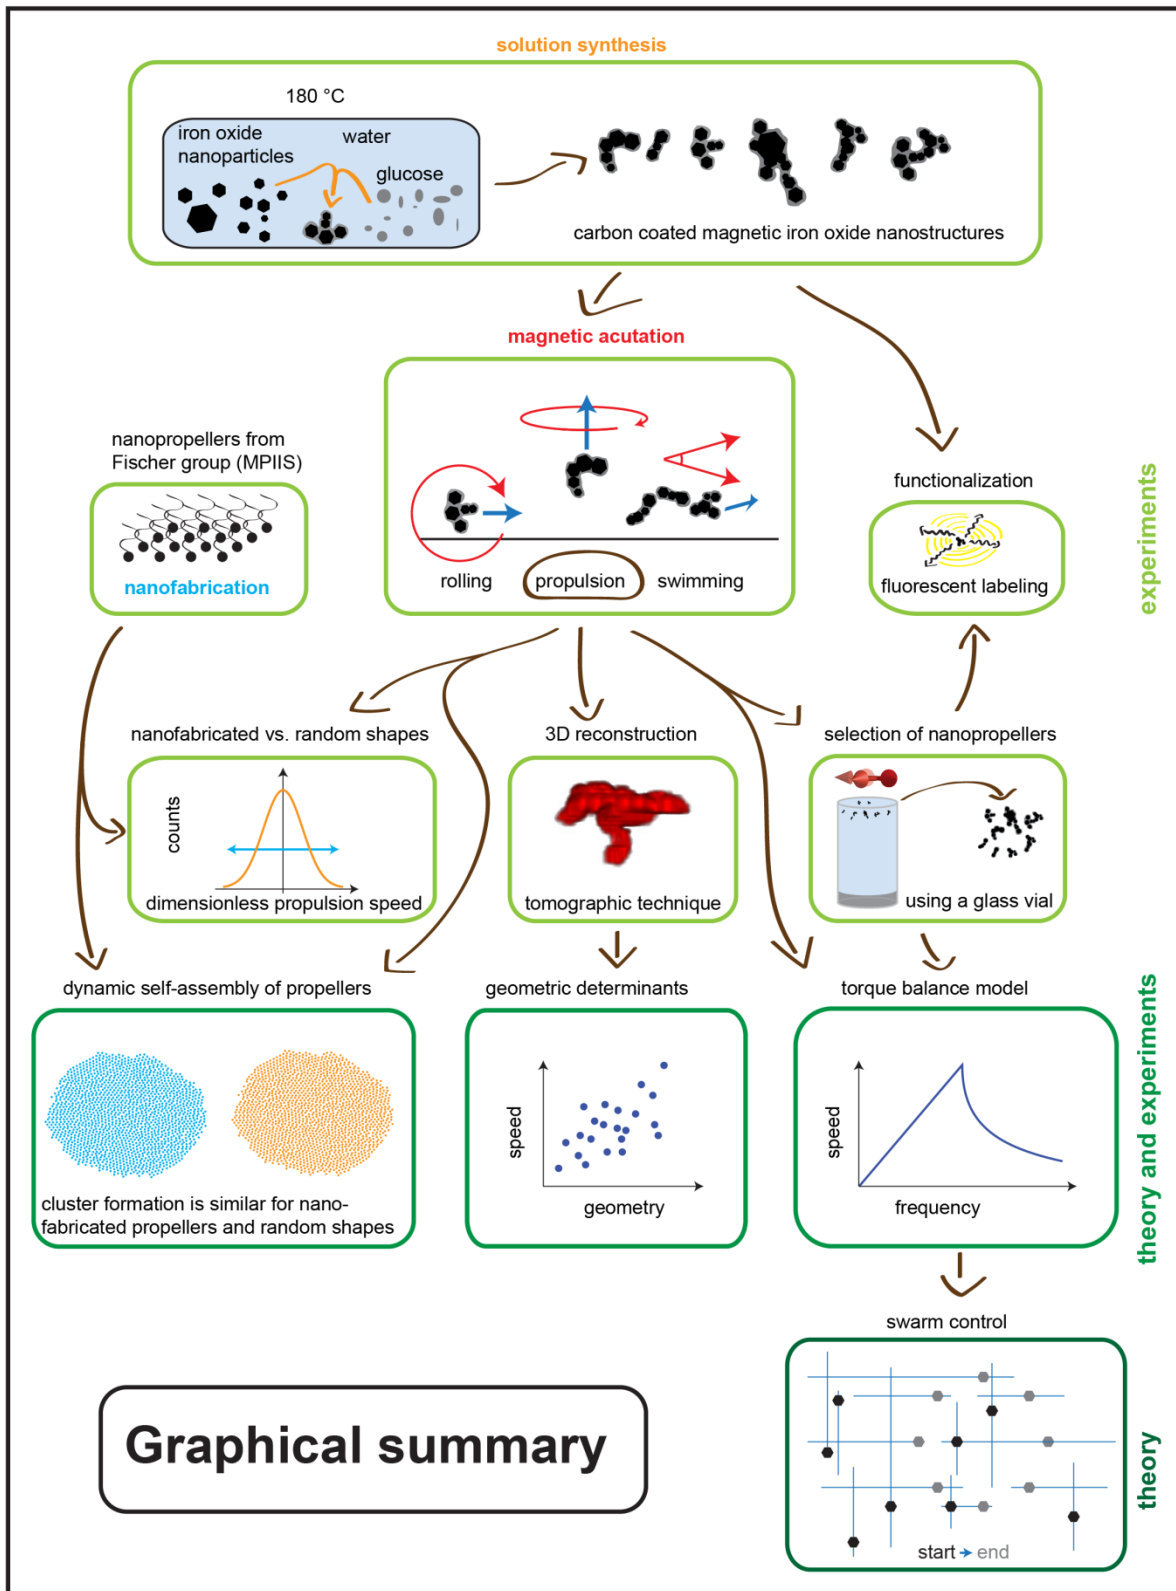 solution synthesis
180 °C
iron oxide
nanoparticles
water
glucose
carbon coated magnetic iron oxide nanostructures
magnetic acutation
nanopropellers from
Fischer group (MPIIS)
nanofabrication
rolling
propulsion
swimming
functionalization
fluorescent labeling
experiments
nanofabricated vs. random shapes
counts
dimensionless propulsion speed
3D reconstruction
tomographic technique
selection of nanopropellers
using a glass vial
dynamic self-assembly of propellers
cluster formation is similar for nano-
fabricated propellers and random shapes
geometric determinants
speed
geometry
torque balance model
speed
frequency
theory and experiments
swarm control
start
end
theory
Graphical summary